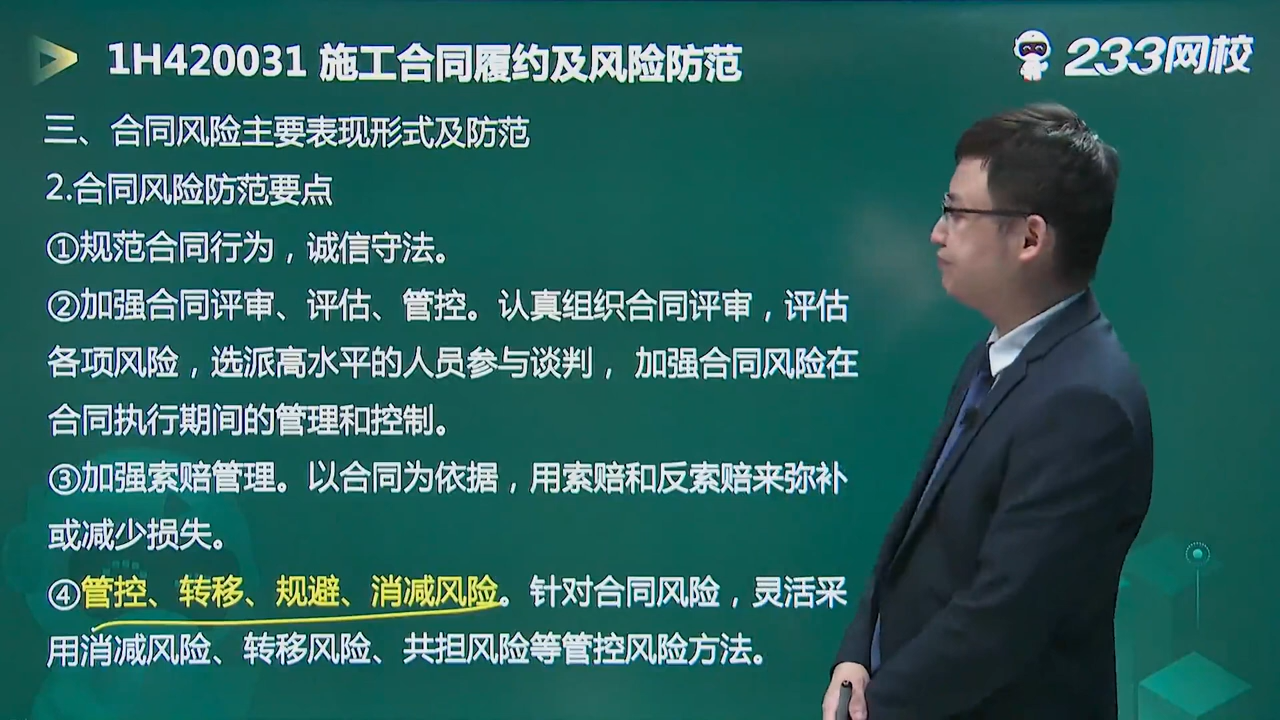 1H420031 施工合同履约及风险防范
233网校
三、合同风险主要表现形式及防范
2.合同风险防范要点
①规范合同行为，诚信守法。
②加强合同评审、评估、管控。认真组织合同评审，评估
各项风险，选派高水平的人员参与谈判， 加强合同风险在
合同执行期间的管理和控制。
③加强索赔管理。以合同为依据，用索赔和反索赔来弥补
或减少损失。
④管控、转移、规避、消减风险。针对合同风险，灵活采
用消减风险、转移风险、共担风险等管控风险方法。